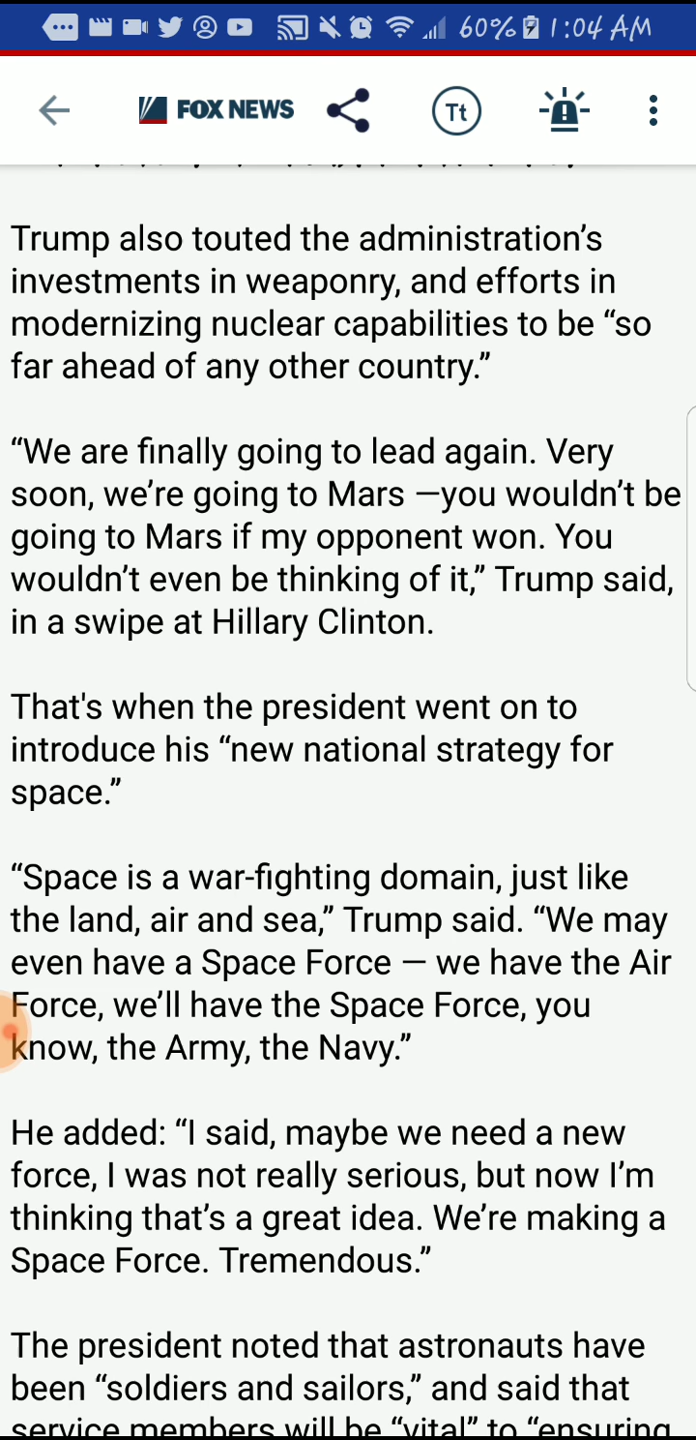 60% 1:04 AM
FOX NEWS
Tt
Trump also touted the administration’s
investments in weaponry, and efforts in
modernizing nuclear capabilities to be “so
far ahead of any other country.”
“We are finally going to lead again. Very
soon, we’re going to Mars —you wouldn’t be
going to Mars if my opponent won. You
wouldn’t even be thinking of it,” Trump said,
in a swipe at Hillary Clinton.
That's when the president went on to
introduce his “new national strategy for
space.”
“Space is a war-fighting domain, just like
the land, air and sea,” Trump said. “We may
even have a Space Force — we have the Air
Force, we’ll have the Space Force, you
know, the Army, the Navy.”
He added: “I said, maybe we need a new
force, I was not really serious, but now I’m
thinking that’s a great idea. We’re making a
Space Force. Tremendous.”
The president noted that astronauts have
been “soldiers and sailors,” and said that
service members will be “vital” to “ensuring